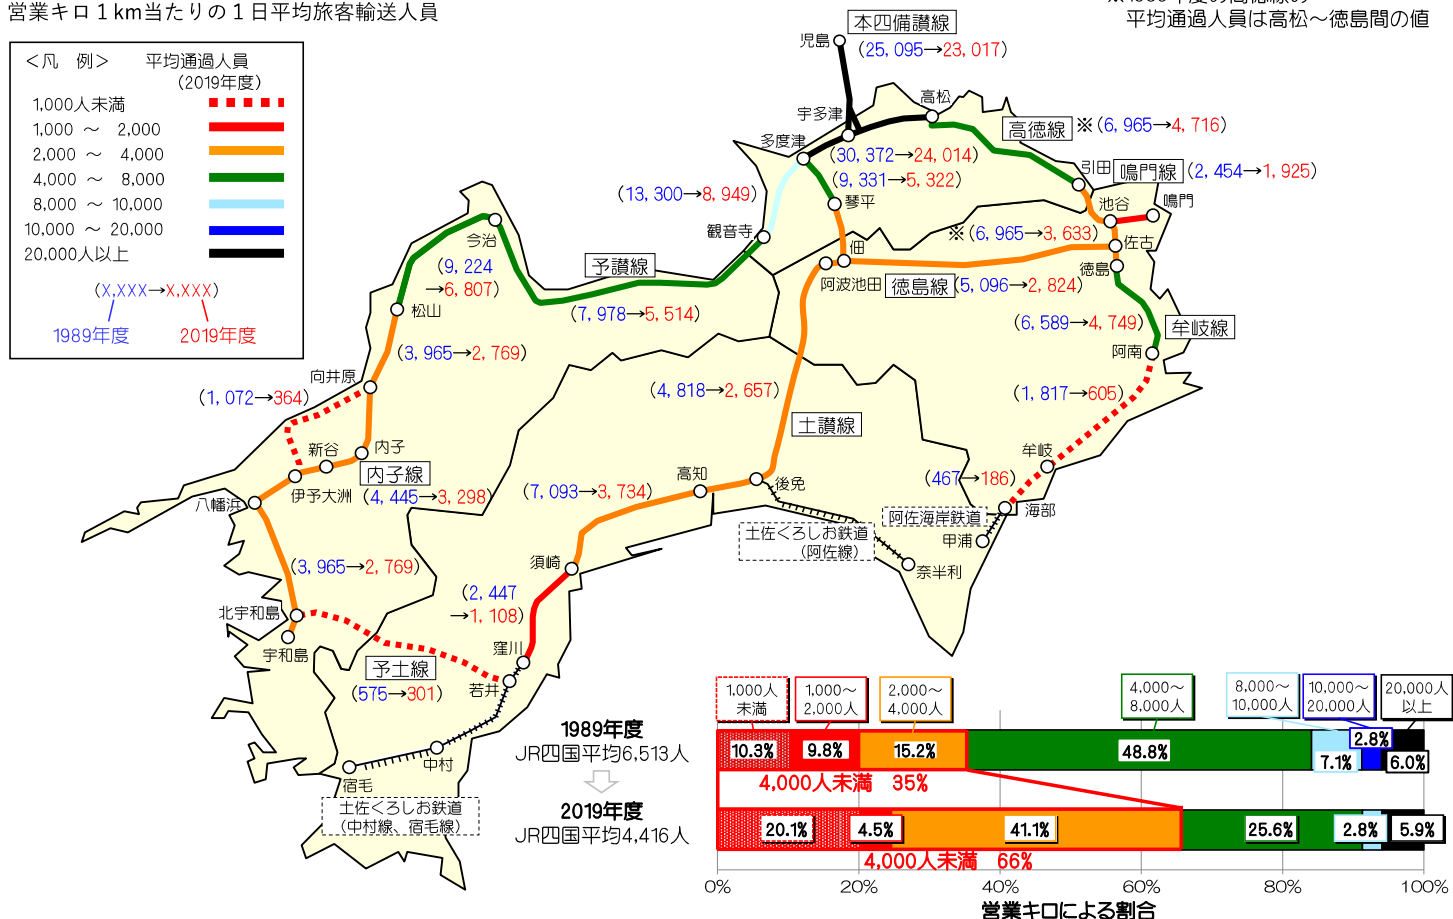 営業キロ１km当たりの１日平均旅客輸送人員
平均通過人員は高松～徳島間の値
＜凡　例＞　平均通過人員
（2019年度）
1,000人未満
1,000 ～ 2,000
2,000 ～ 4,000
4,000 ～ 8,000
8,000 ～ 10,000
10,000 ～ 20,000
20,000人以上
(X,XXX→X,XXX)
1989年度　2019年度
本四備讃線
児島
(25,095→23,017)
宇多津
高松
高徳線
※(6,965→4,716)
多度津
(30,372→24,014)
(9,331→5,322)
引田
鳴門線
(2,454→1,925)
(13,300→8,949)
琴平
池谷
鳴門
観音寺
※(6,965→3,633)
佐古
今治
(9,224
→6,807)
予讃線
佃
徳島
阿波池田
徳島線
(5,096→2,824)
松山
(7,978→5,514)
(6,589→4,749)
牟岐線
(3,965→2,769)
阿南
向井原
(1,072→364)
(4,818→2,657)
(1,817→605)
土讃線
新谷
内子
内子線
牟岐
高知
後免
(467→186)
伊予大洲
(4,445→3,298)
(7,093→3,734)
八幡浜
阿佐海岸鉄道
海部
土佐くろしお鉄道
（阿佐線）
甲浦
(3,965→2,769)
須崎
奈半利
(2,447
→1,108)
北宇和島
宇和島
窪川
予土線
(575→301)
若井
中村
宿毛
土佐くろしお鉄道
（中村線、宿毛線）
1,000人
未満
1,000～
2,000人
2,000～
4,000人
4,000～
8,000人
8,000～
10,000人
10,000～
20,000人
20,000人
以上
1989年度
JR四国平均6,513人
10.3%　9.8%　15.2%　48.8%　7.1%　2.8%　6.0%
4,000人未満　35%
2019年度
JR四国平均4,416人
20.1%　4.5%　41.1%　25.6%　2.8%　5.9%
4,000人未満　66%
0%　20%　40%　60%　80%　100%
営業キロによる割合